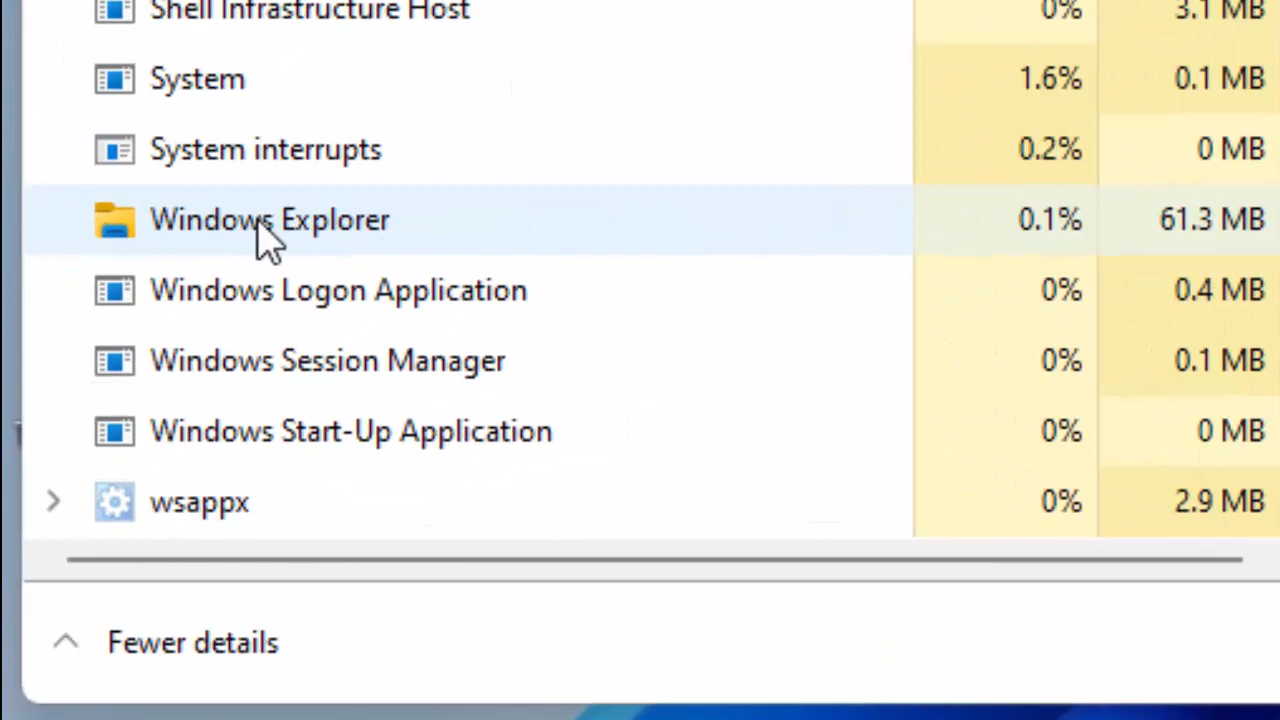 Shell Infrastructure Host 0% 3.1 MB
System 1.6% 0.1 MB
System interrupts 0.2% 0 MB
Windows Explorer 0.1% 61.3 MB
Windows Logon Application 0% 0.4 MB
Windows Session Manager 0% 0.1 MB
Windows Start-Up Application 0% 0 MB
wsappx 0% 2.9 MB
Fewer details